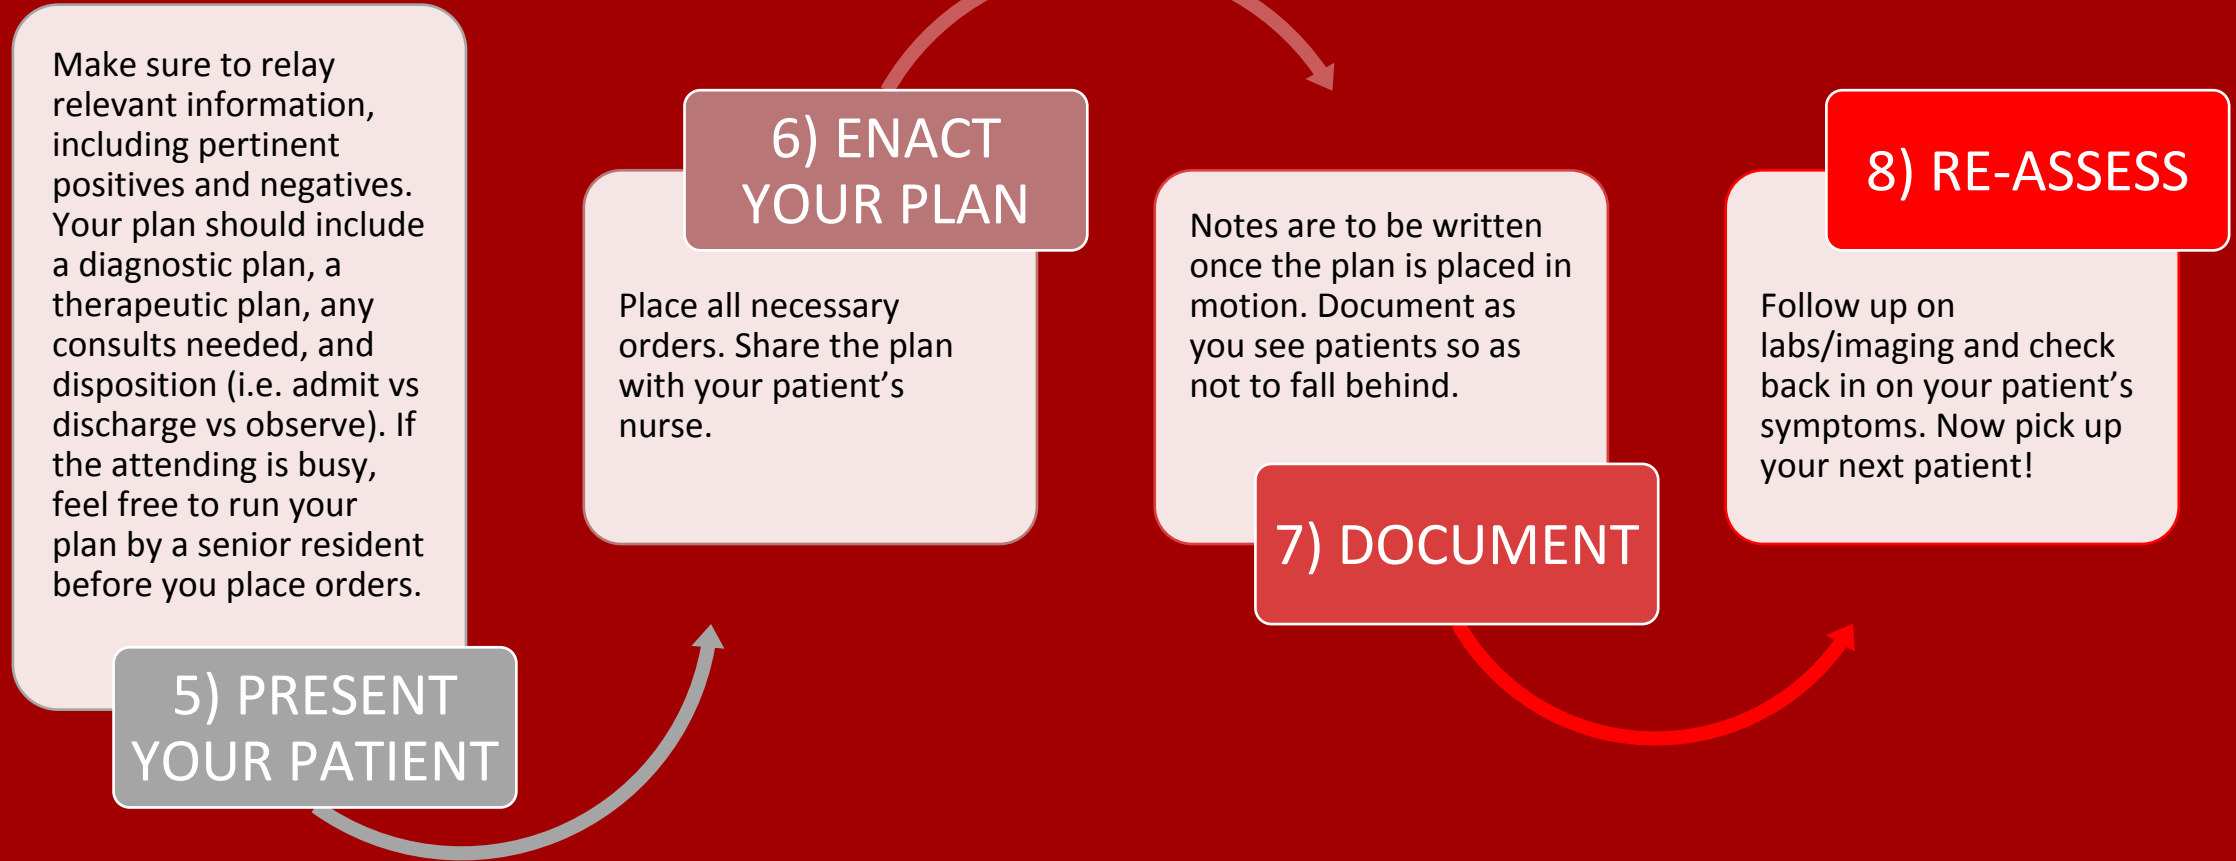 Make sure to relay
relevant information,
including pertinent
positives and negatives.
Your plan should include
a diagnostic plan, a
therapeutic plan, any
consults needed, and
disposition (i.e. admit vs
discharge vs observe). If
the attending is busy,
feel free to run your
plan by a senior resident
before you place orders.
5) PRESENT
YOUR PATIENT
6) ENACT
YOUR PLAN
Place all necessary
orders. Share the plan
with your patient’s
nurse.
Notes are to be written
once the plan is placed in
motion. Document as
you see patients so as
not to fall behind.
7) DOCUMENT
8) RE-ASSESS
Follow up on
labs/imaging and check
back in on your patient’s
symptoms. Now pick up
your next patient!